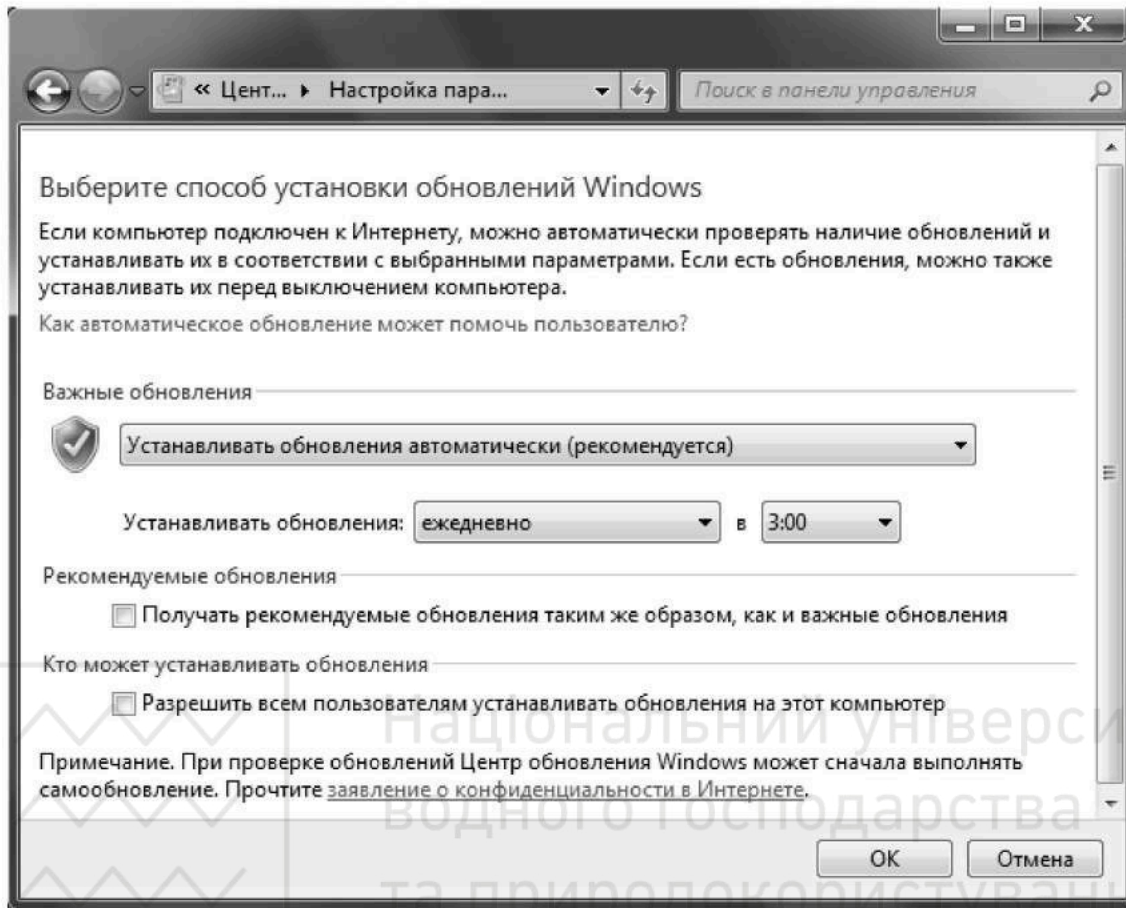 « Цент... ▸ Настройка пара...
Поиск в панели управления
Выберите способ установки обновлений Windows
Если компьютер подключен к Интернету, можно автоматически проверять наличие обновлений и
устанавливать их в соответствии с выбранными параметрами. Если есть обновления, можно также
устанавливать их перед выключением компьютера.
Как автоматическое обновление может помочь пользователю?
Важные обновления
Устанавливать обновления автоматически (рекомендуется)
Устанавливать обновления: ежедневно в 3:00
Рекомендуемые обновления
Получать рекомендуемые обновления таким же образом, как и важные обновления
Кто может устанавливать обновления
Разрешить всем пользователям устанавливать обновления на этот компьютер
Національний універси
Примечание. При проверке обновлений Центр обновления Windows может сначала выполнять
самообновление. Прочтите заявление о конфиденциальности в Интернете.
водного господарства
ОК Отмена
та природокористуванн